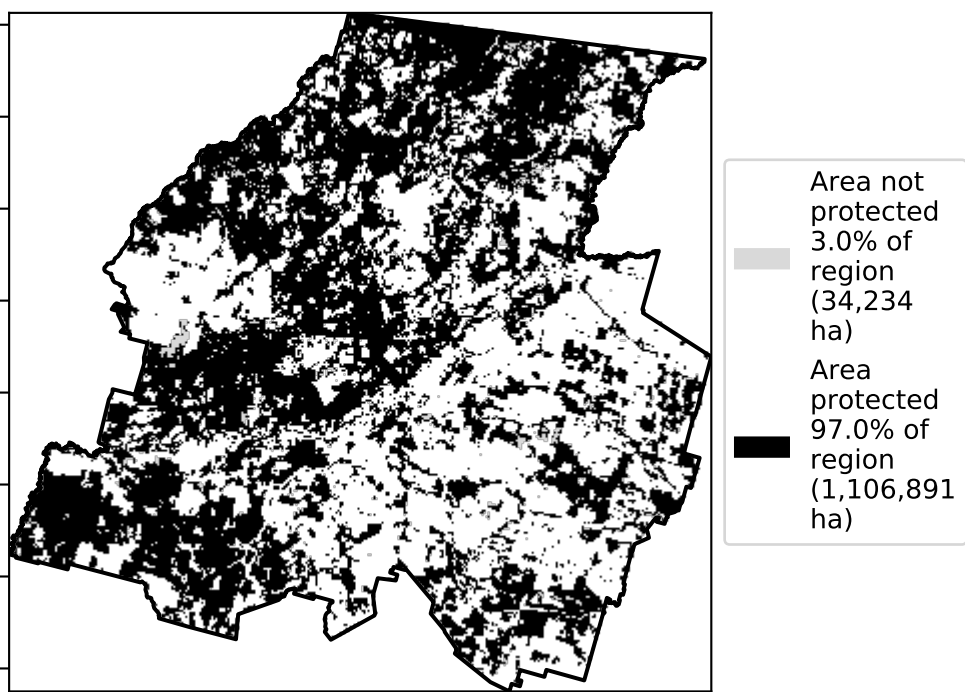 Area not
protected
3.0% of
region
(34,234
ha)
Area
protected
97.0% of
region
(1,106,891
ha)